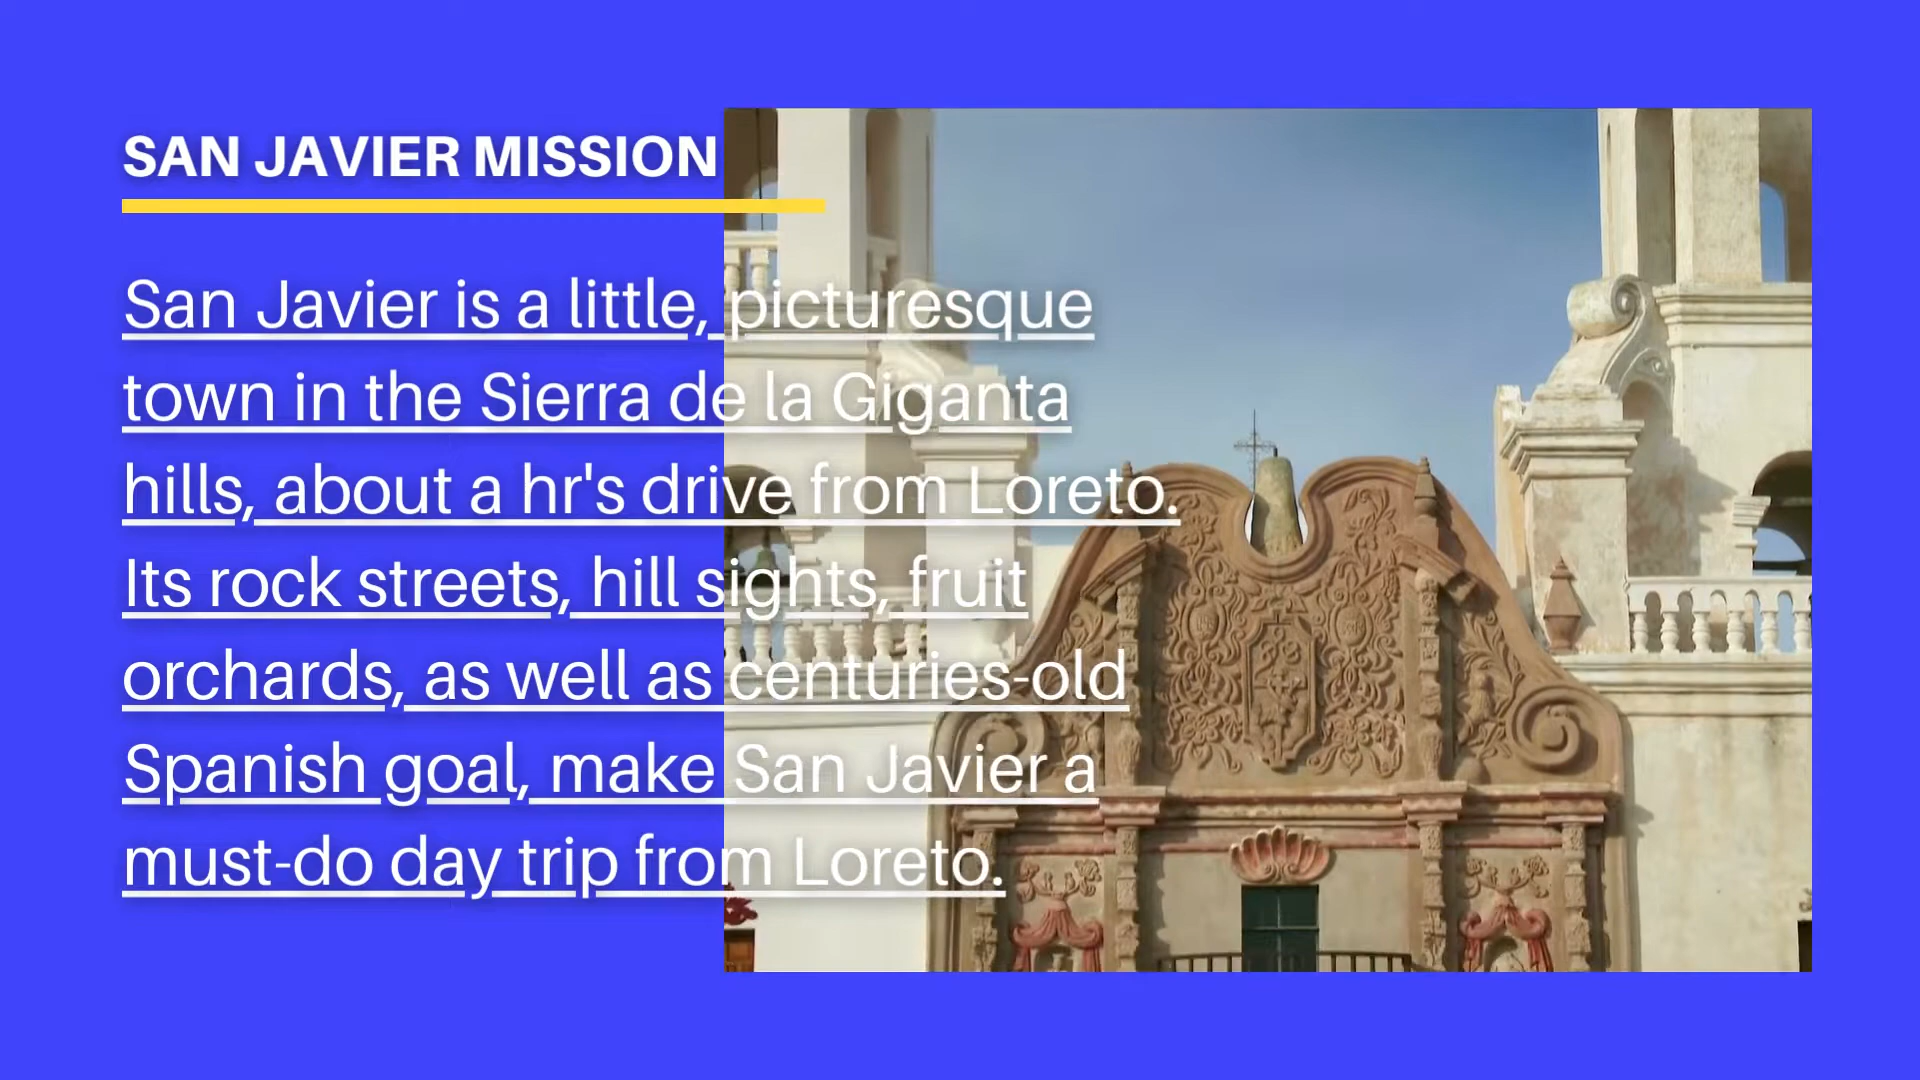 SAN JAVIER MISSION
San Javier is a little, picturesque
town in the Sierra de la Giganta
hills, about a hr's drive from Loreto.
Its rock streets, hill sights, fruit
orchards, as well as centuries-old
Spanish goal, make San Javier a
must-do day trip from Loreto.